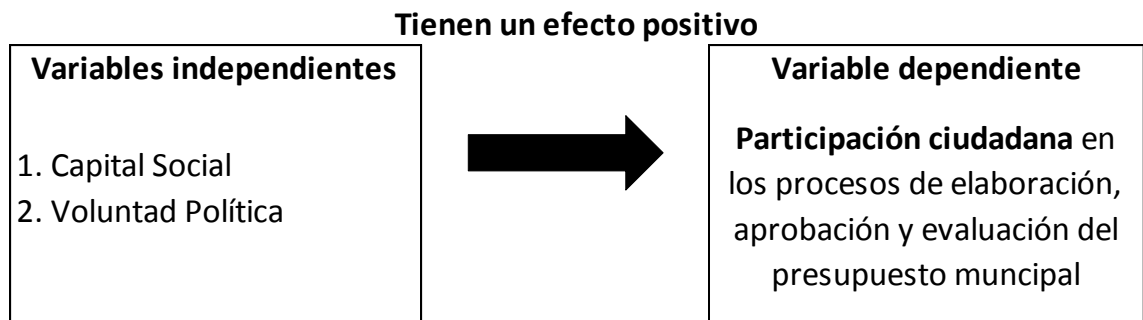 Tienen un efecto positivo
Variables independientes
1. Capital Social
2. Voluntad Política
Variable dependiente
Participación ciudadana en
los procesos de elaboración,
aprobación y evaluación del
presupuesto muncipal